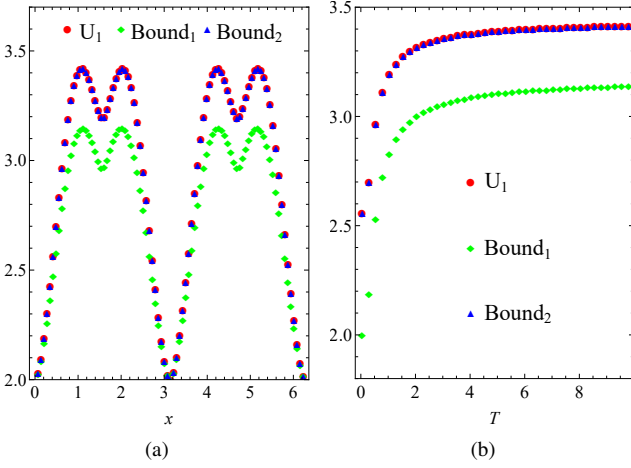 U₁ Bound₁ Bound₂
3.5
3.0
2.5
2.0
0 1 2 3 4 5 6
x
(a)
3.5
3.0
2.5
2.0
U₁
Bound₁
Bound₂
0 2 4 6 8
T
(b)